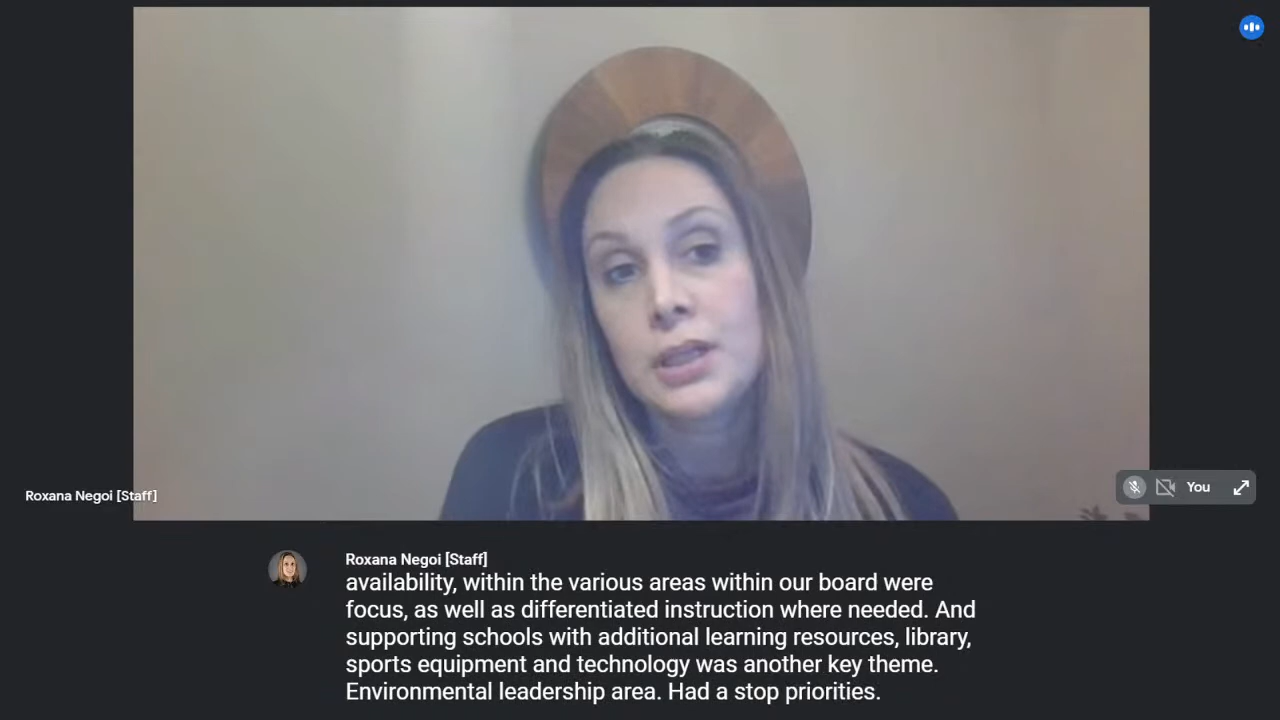 Roxana Negoi [Staff]
You
Roxana Negoi [Staff]
availability, within the various areas within our board were
focus, as well as differentiated instruction where needed. And
supporting schools with additional learning resources, library,
sports equipment and technology was another key theme.
Environmental leadership area. Had a stop priorities.